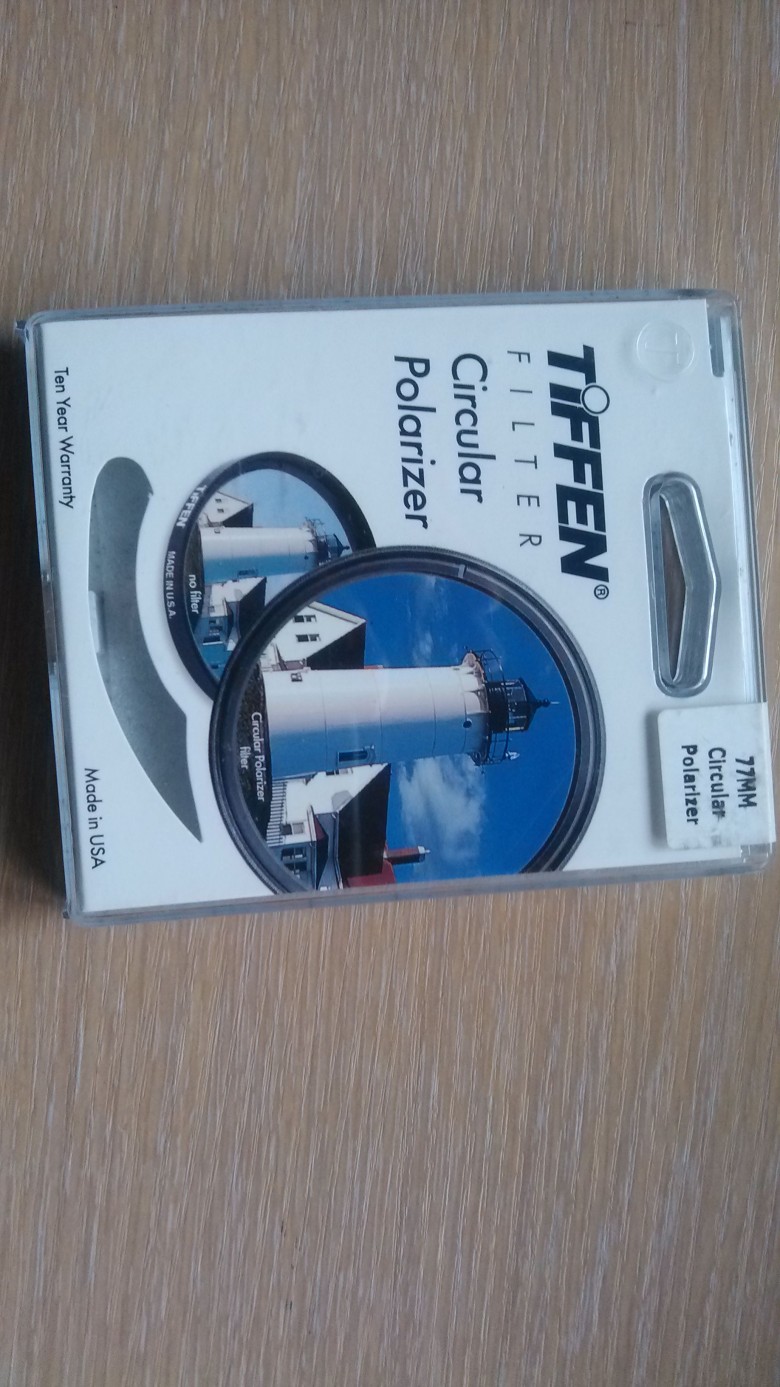 77MM
Circular
Polarizer
TiFFEN®
FILTER
Circular
Polarizer
TiFFEN
MADE IN U.S.A.
no filter
Circular Polarizer
filter
Ten Year Warranty
Made in USA